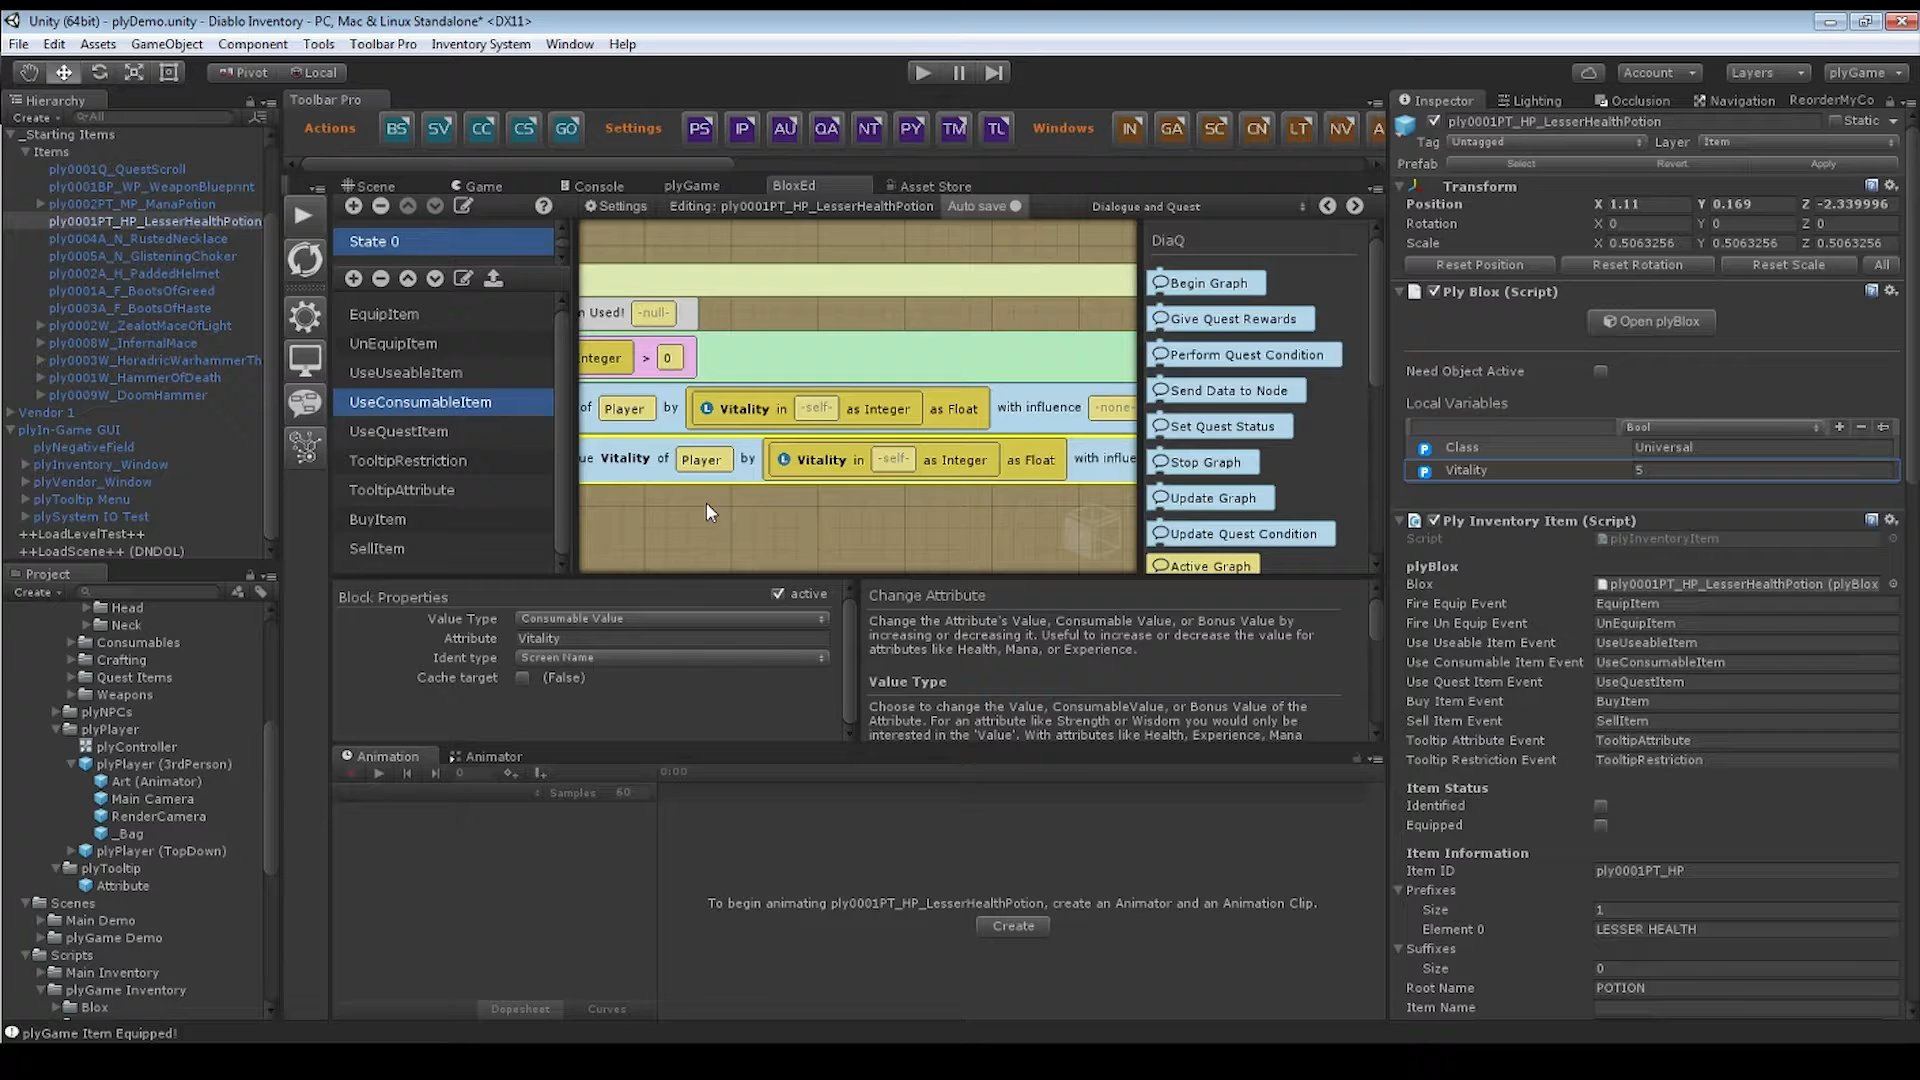 Unity (64bit) - plyDemo.unity - Diablo Inventory - PC, Mac & Linux Standalone* <DX11>
File Edit Assets GameObject Component Tools Toolbar Pro Inventory System Window Help
Pivot Local Account Layers plyGame
Hierarchy
Create All
_Starting Items
Items
ply0001Q_QuestScroll
ply0001BP_WP_WeaponBlueprint
ply0002PT_MP_ManaPotion
ply0001PT_HP_LesserHealthPotion
ply0004A_N_RustedNecklace
ply0005A_N_GlisteningChoker
ply0002A_H_PaddedHelmet
ply0001A_F_BootsOfGreed
ply0003A_F_BootsOfHaste
ply0002W_ZealotMaceOfLight
ply0008W_InfernalMace
ply0003W_HoradricWarhammerTh
ply0001W_HammerOfDeath
ply0009W_DoomHammer
Vendor 1
plyIn-Game GUI
plyNegativeField
plyInventory_Window
plyVendor_Window
plyTooltip Menu
plySystem IO Test
++LoadLevelTest++
++LoadScene++ (DNDOL)
Project
Create
Head
Neck
Consumables
Crafting
Quest Items
Weapons
plyNPCs
plyPlayer
plyController
plyPlayer (3rdPerson)
Art (Animator)
Main Camera
RenderCamera
_Bag
plyPlayer (TopDown)
plyTooltip
Attribute
Scenes
Main Demo
plyGame Demo
Scripts
Main Inventory
plyGame Inventory
Blox
plyGame Item Equipped!
Toolbar Pro
Actions BS SV CC CS GO Settings PS IP AU QA NT PY TM TL Windows IN GA SC CN LT NV A
Scene Game Console plyGame BloxEd Asset Store
Settings Editing: ply0001PT_HP_LesserHealthPotion Auto save Dialogue and Quest
State 0
EquipItem
UnEquipItem
UseUseableItem
UseConsumableItem
UseQuestItem
TooltipRestriction
TooltipAttribute
BuyItem
SellItem
n Used! -null-
Integer > 0
of Player by L Vitality in -self- as Integer as Float with influence -none-
ue Vitality of Player by L Vitality in -self- as Integer as Float with influe
DiaQ
Begin Graph
Give Quest Rewards
Perform Quest Condition
Send Data to Node
Set Quest Status
Stop Graph
Update Graph
Update Quest Condition
Active Graph
Block Properties active
Value Type Consumable Value
Attribute Vitality
Ident type Screen Name
Cache target (False)
Change Attribute
Change the Attribute's Value, Consumable Value, or Bonus Value by
increasing or decreasing it. Useful to increase or decrease the value for
attributes like Health, Mana, or Experience.
Value Type
Choose to change the Value, ConsumableValue, or Bonus Value of the
Attribute. For an attribute like Strength or Wisdom you would only be
interested in the 'Value'. With attributes like Health, Experience, Mana
Animation Animator
0 0:00
Samples 60
To begin animating ply0001PT_HP_LesserHealthPotion, create an Animator and an Animation Clip.
Create
Dopesheet Curves
Inspector Lighting Occlusion Navigation ReorderMyCo
ply0001PT_HP_LesserHealthPotion Static
Tag Untagged Layer Item
Prefab Select Revert Apply
Transform
Position X 1.11 Y 0.169 Z -2.339996
Rotation X 0 Y 0 Z 0
Scale X 0.5063256 Y 0.5063256 Z 0.5063256
Reset Position Reset Rotation Reset Scale All
Ply Blox (Script)
Open plyBlox
Need Object Active
Local Variables
Bool
P Class Universal
P Vitality 5
Ply Inventory Item (Script)
Script plyInventoryItem
plyBlox
Blox ply0001PT_HP_LesserHealthPotion (plyBlox
Fire Equip Event EquipItem
Fire Un Equip Event UnEquipItem
Use Useable Item Event UseUseableItem
Use Consumable Item Event UseConsumableItem
Use Quest Item Event UseQuestItem
Buy Item Event BuyItem
Sell Item Event SellItem
Tooltip Attribute Event TooltipAttribute
Tooltip Restriction Event TooltipRestriction
Item Status
Identified
Equipped
Item Information
Item ID ply0001PT_HP
Prefixes
Size 1
Element 0 LESSER HEALTH
Suffixes
Size 0
Root Name POTION
Item Name